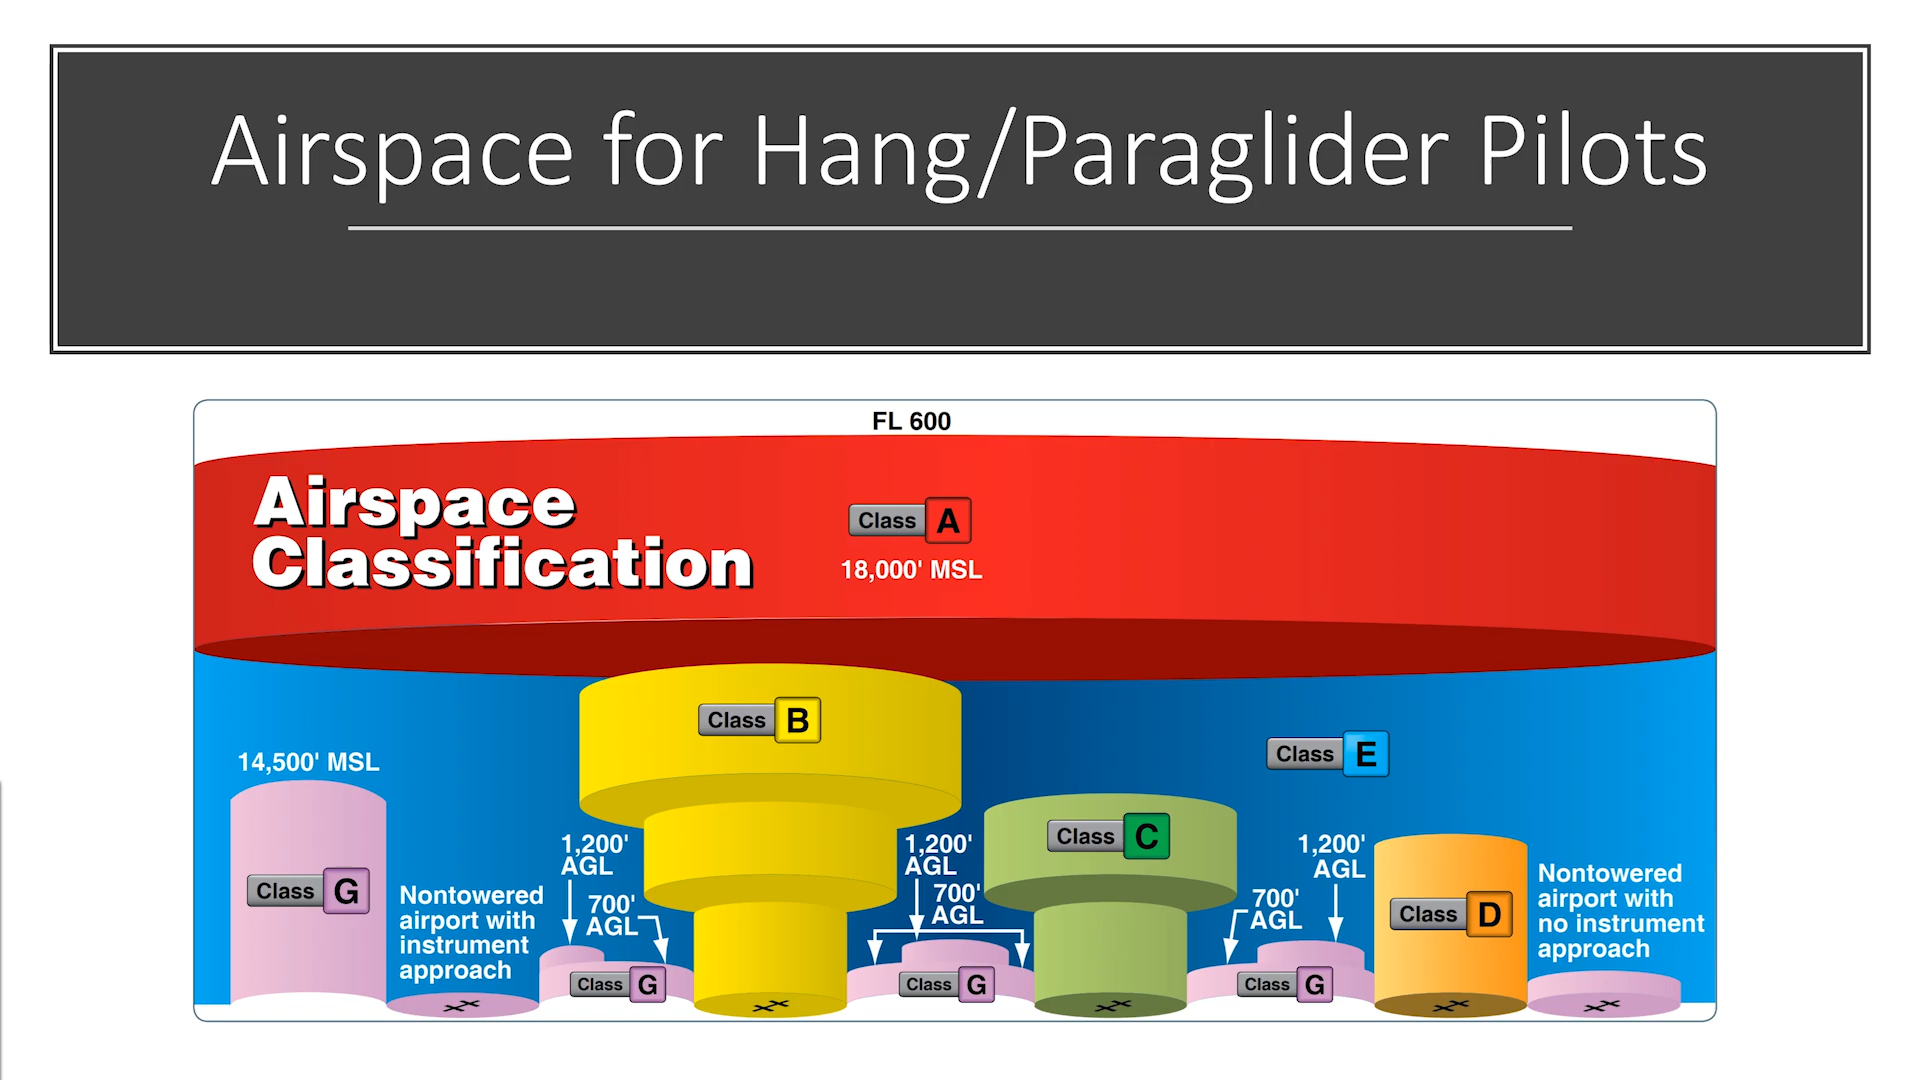 Airspace for Hang/Paraglider Pilots
FL 600
Airspace
Classification
Class A
18,000' MSL
Class B
Class E
14,500' MSL
Class G
Nontowered
airport with
instrument
approach
1,200'
AGL
700'
AGL
Class G
1,200'
AGL
700'
AGL
Class G
Class C
700'
AGL
1,200'
AGL
Class G
Class D
Nontowered
airport with
no instrument
approach